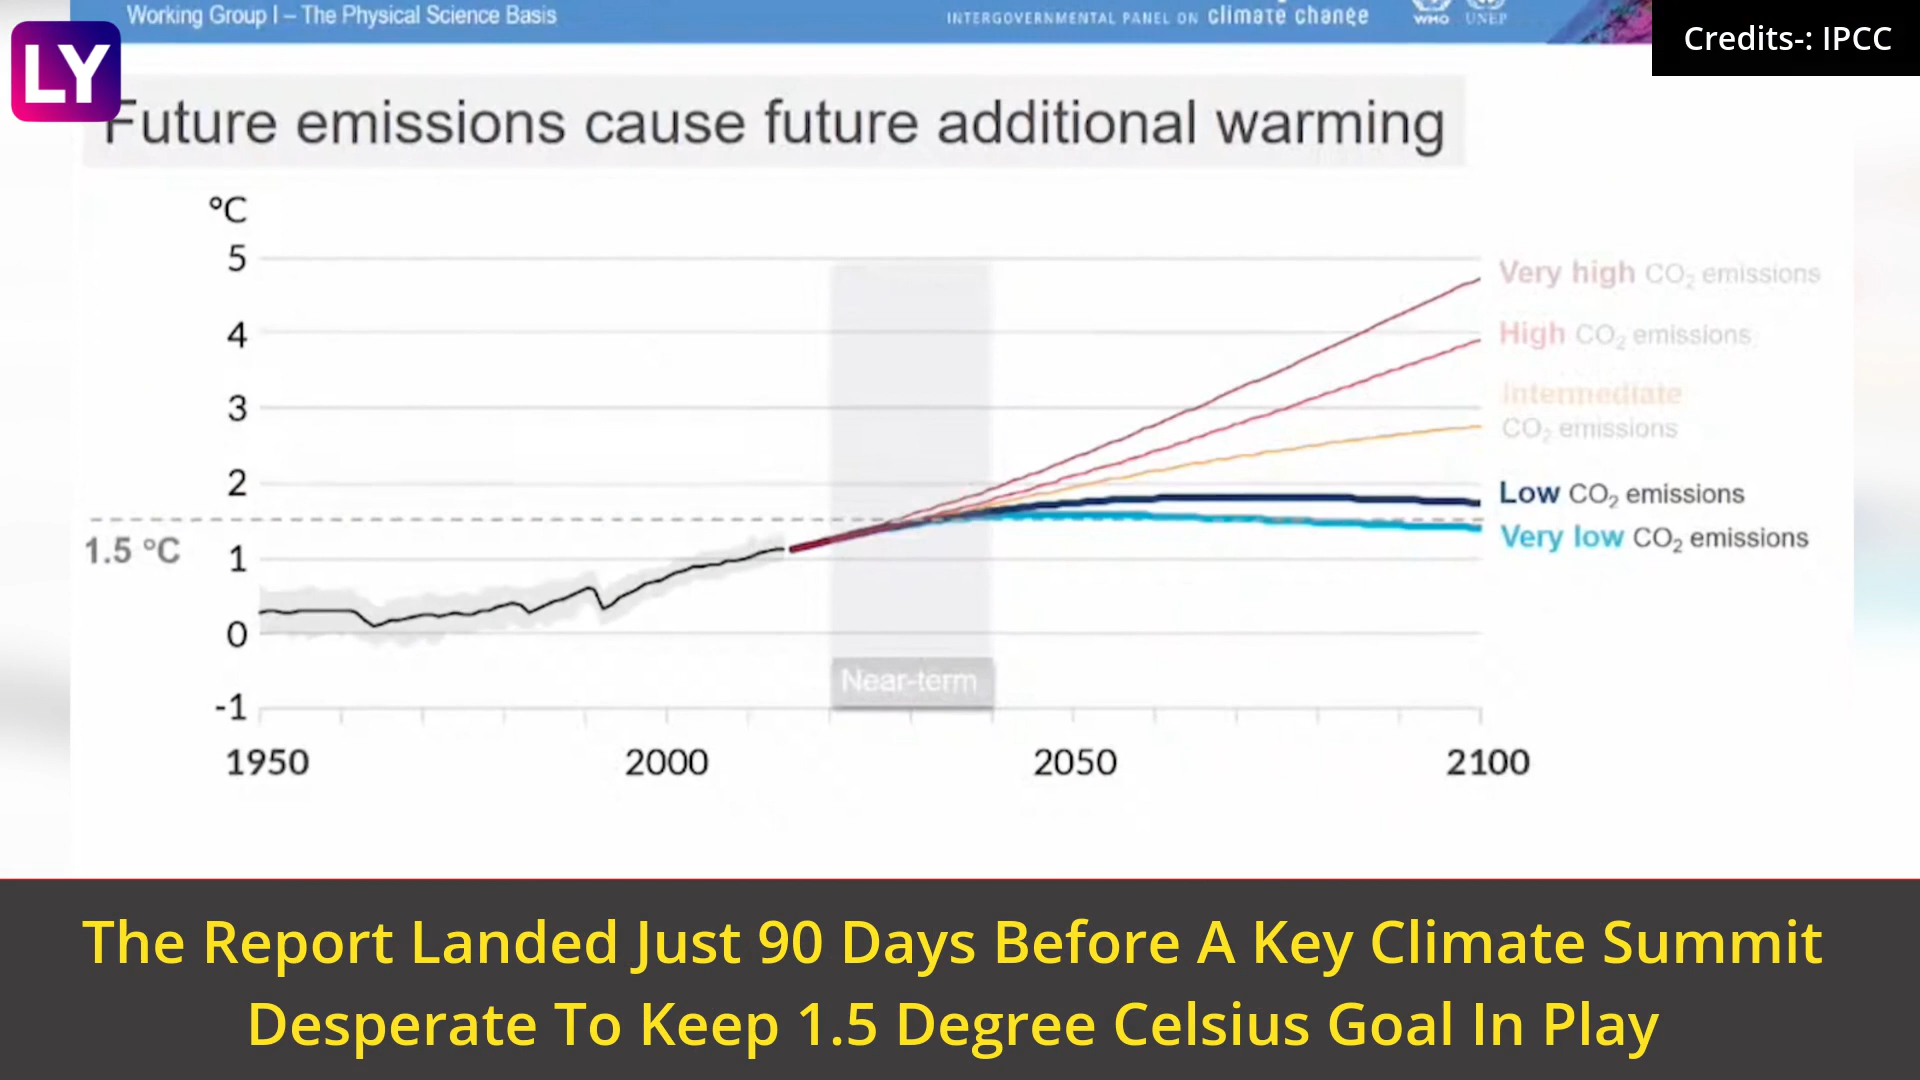 Working Group I – The Physical Science Basis
INTERGOVERNMENTAL PANEL ON climate change
WMO UNEP
Credits-: IPCC
LY
Future emissions cause future additional warming
°C
5
4
3
2
1.5 °C
1
0
-1
Very high CO₂ emissions
High CO₂ emissions
Intermediate
CO₂ emissions
Low CO₂ emissions
Very low CO₂ emissions
Near-term
1950 2000 2050 2100
The Report Landed Just 90 Days Before A Key Climate Summit
Desperate To Keep 1.5 Degree Celsius Goal In Play